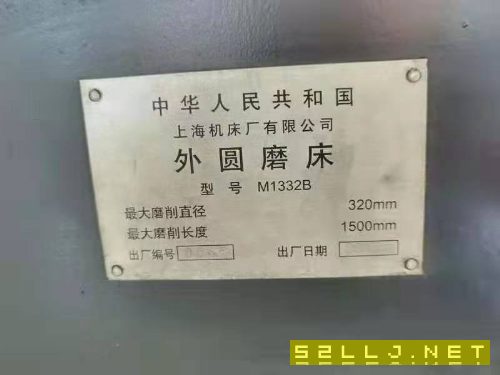 中华人民共和国
上海机床厂有限公司
外圆磨床
型号 M1332B
最大磨削直径 320mm
最大磨削长度 1500mm
出厂编号 出厂日期
52LLJ.NET